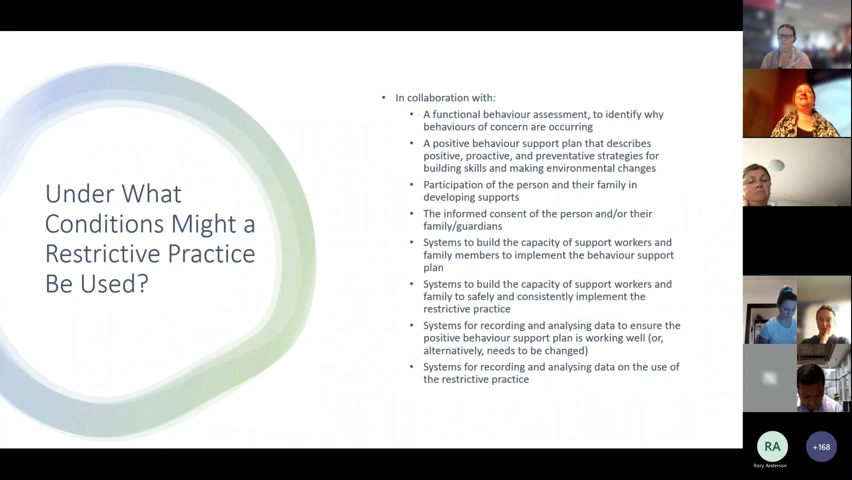 Under What
Conditions Might a
Restrictive Practice
Be Used?
• In collaboration with:
• A functional behaviour assessment, to identify why
behaviours of concern are occurring
• A positive behaviour support plan that describes
positive, proactive, and preventative strategies for
building skills and making environmental changes
• Participation of the person and their family in
developing supports
• The informed consent of the person and/or their
family/guardians
• Systems to build the capacity of support workers and
family members to implement the behaviour support
plan
• Systems to build the capacity of support workers and
family to safely and consistently implement the
restrictive practice
• Systems for recording and analysing data to ensure the
positive behaviour support plan is working well (or,
alternatively, needs to be changed)
• Systems for recording and analysing data on the use of
the restrictive practice
RA
+168
Rory Anderson